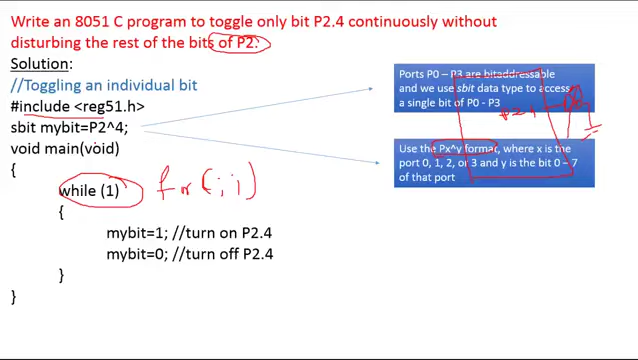 Write an 8051 C program to toggle only bit P2.4 continuously without
disturbing the rest of the bits of P2.
Solution:
//Toggling an individual bit
#include <reg51.h>
sbit mybit=P2^4;
void main(void)
{
while (1) for(;;)
{
mybit=1; //turn on P2.4
mybit=0; //turn off P2.4
}
}
Ports P0 – P3 are bitaddressable
and we use sbit data type to access
a single bit of P0 - P3
Use the Px^y format, where x is the
port 0, 1, 2, or 3 and y is the bit 0 – 7
of that port